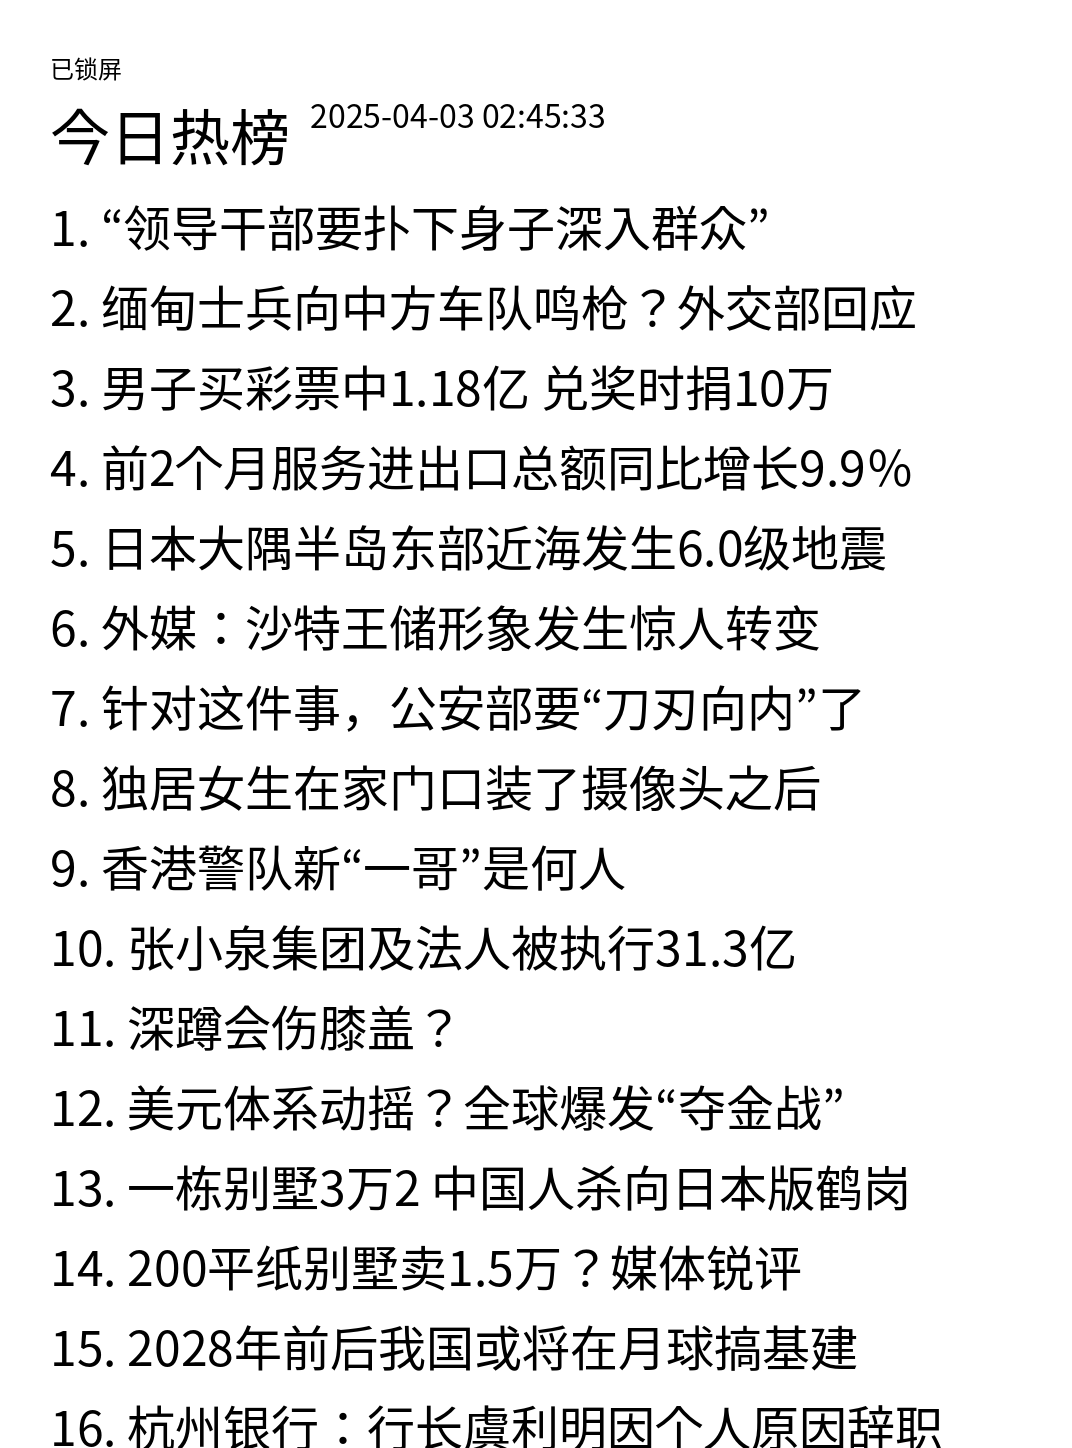 已锁屏
今日热榜 2025-04-03 02:45:33
1. “领导干部要扑下身子深入群众”
2. 缅甸士兵向中方车队鸣枪？外交部回应
3. 男子买彩票中1.18亿 兑奖时捐10万
4. 前2个月服务进出口总额同比增长9.9%
5. 日本大隅半岛东部近海发生6.0级地震
6. 外媒：沙特王储形象发生惊人转变
7. 针对这件事，公安部要“刀刃向内”了
8. 独居女生在家门口装了摄像头之后
9. 香港警队新“一哥”是何人
10. 张小泉集团及法人被执行31.3亿
11. 深蹲会伤膝盖？
12. 美元体系动摇？全球爆发“夺金战”
13. 一栋别墅3万2 中国人杀向日本版鹤岗
14. 200平纸别墅卖1.5万？媒体锐评
15. 2028年前后我国或将在月球搞基建
16. 杭州银行：行长虞利明因个人原因辞职